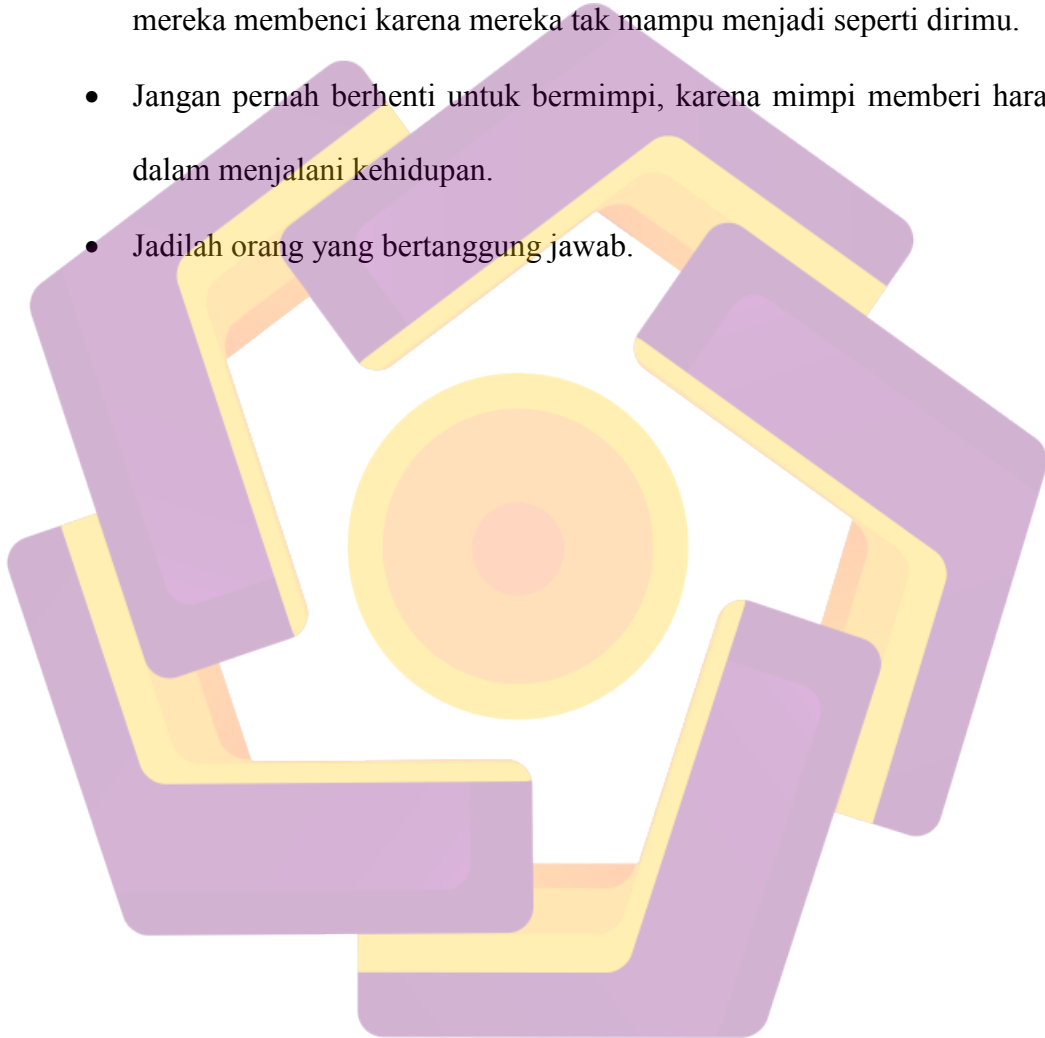 mereka membenci karena mereka tak mampu menjadi seperti dirimu.
• Jangan pernah berhenti untuk bermimpi, karena mimpi memberi hara
dalam menjalani kehidupan.
• Jadilah orang yang bertanggung jawab.